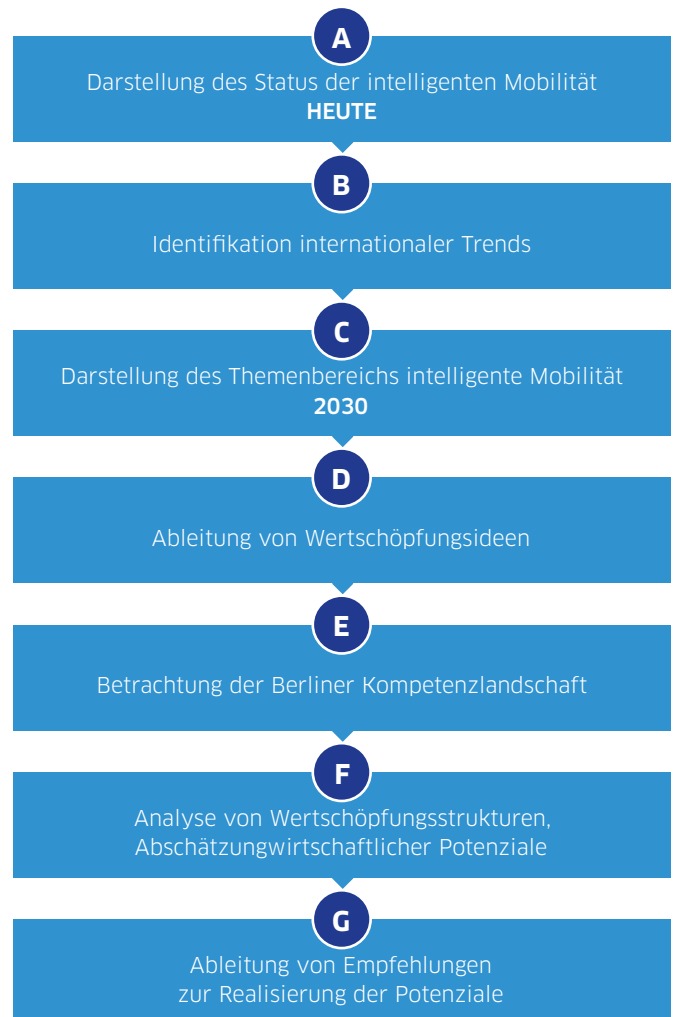 A
Darstellung des Status der intelligenten Mobilität
HEUTE
B
Identifikation internationaler Trends
C
Darstellung des Themenbereichs intelligente Mobilität
2030
D
Ableitung von Wertschöpfungsideen
E
Betrachtung der Berliner Kompetenzlandschaft
F
Analyse von Wertschöpfungsstrukturen,
Abschätzungwirtschaftlicher Potenziale
G
Ableitung von Empfehlungen
zur Realisierung der Potenziale